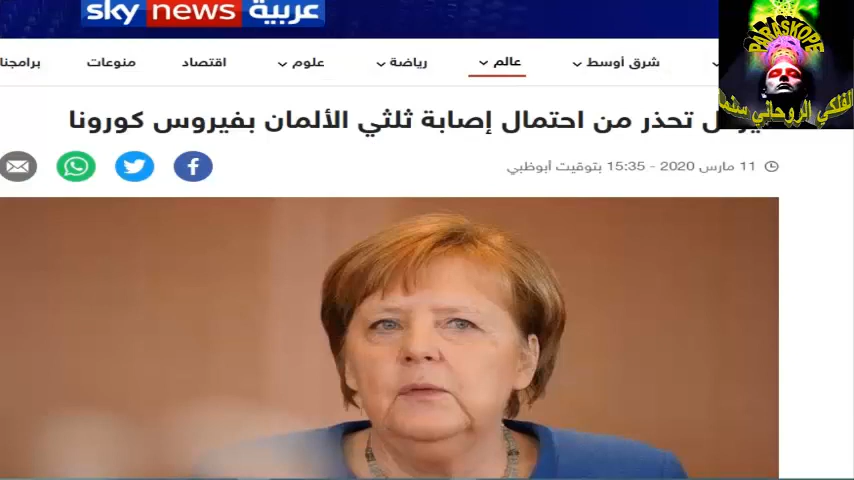 sky news عربية
شرق أوسط
عالم
رياضة
علوم
اقتصاد
منوعات
برامجنا
PARASKOPE
الفلكي الروحاني
تحذر من احتمال إصابة ثلثي الألمان بفيروس كورونا
11 مارس 2020 - 15:35 بتوقيت أبوظبي